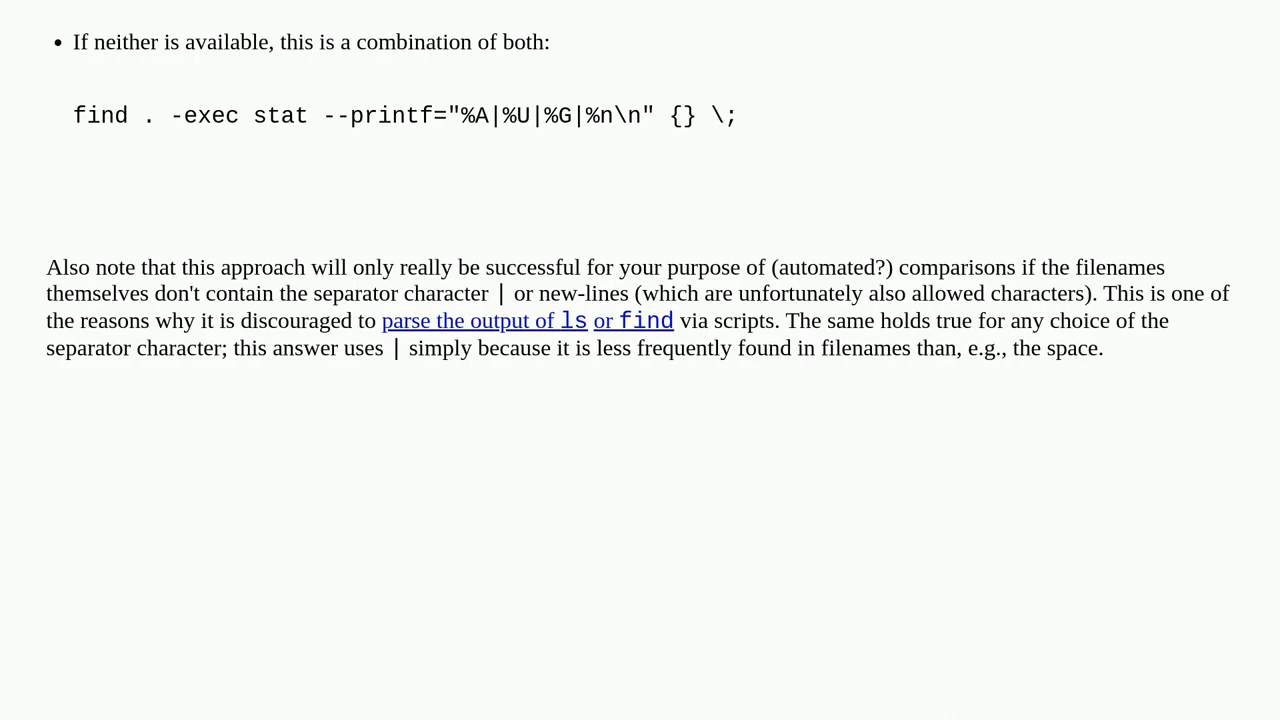 • If neither is available, this is a combination of both:
find . -exec stat --printf="%A|%U|%G|%n\n" {} \;
Also note that this approach will only really be successful for your purpose of (automated?) comparisons if the filenames
themselves don't contain the separator character | or new-lines (which are unfortunately also allowed characters). This is one of
the reasons why it is discouraged to parse the output of ls or find via scripts. The same holds true for any choice of the
separator character; this answer uses | simply because it is less frequently found in filenames than, e.g., the space.